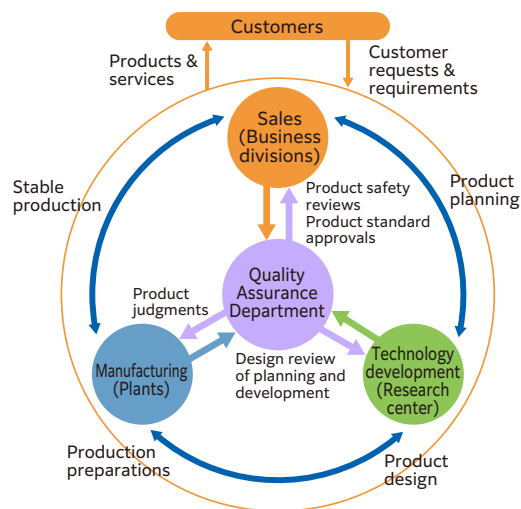 Customers
Products &
services
Customer
requests &
requirements
Sales
(Business
divisions)
Stable
production
Product
planning
Product safety
reviews
Product standard
approvals
Quality
Assurance
Department
Product
judgments
Manufacturing
(Plants)
Design review
of planning and
development
Technology
development
(Research
center)
Production
preparations
Product
design